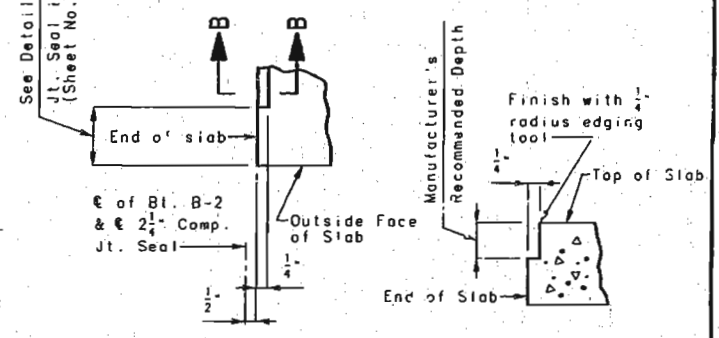 See Detail
Jt. Seal
(Sheet No.
B B
End of slab
℄ of Bt. B-2
& ℄ 2 1/4" Comp.
Jt. Seal
Outside Face
of Slab
1/4"
1/2"
Manufacturer's
Recommended Depth
Finish with 1/4"
radius edging
tool
1/4"
Top of Slab
End of Slab